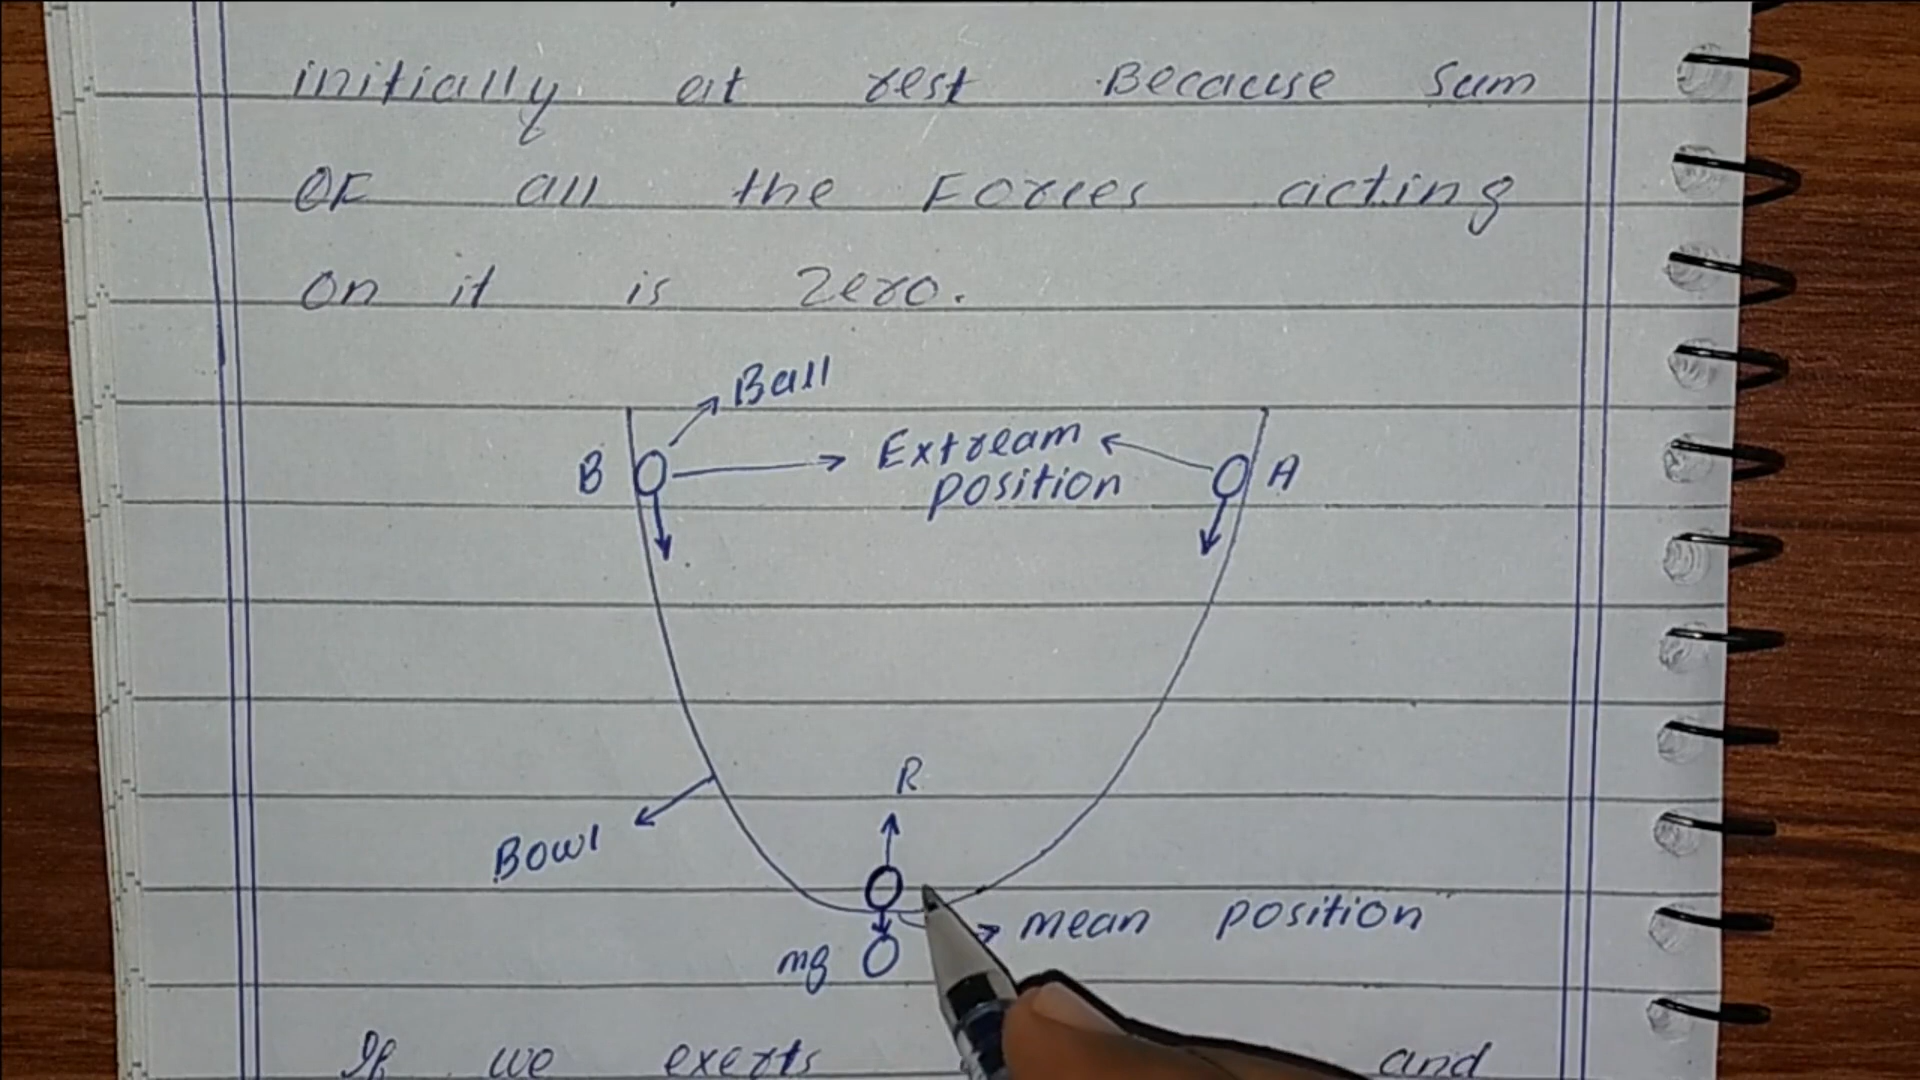 initially at rest Because Sum
OF all the Forces acting
on it is Zero.
Ball
B
Extream
position
A
R
Bowl
mean position
mg O
If we exerts
and